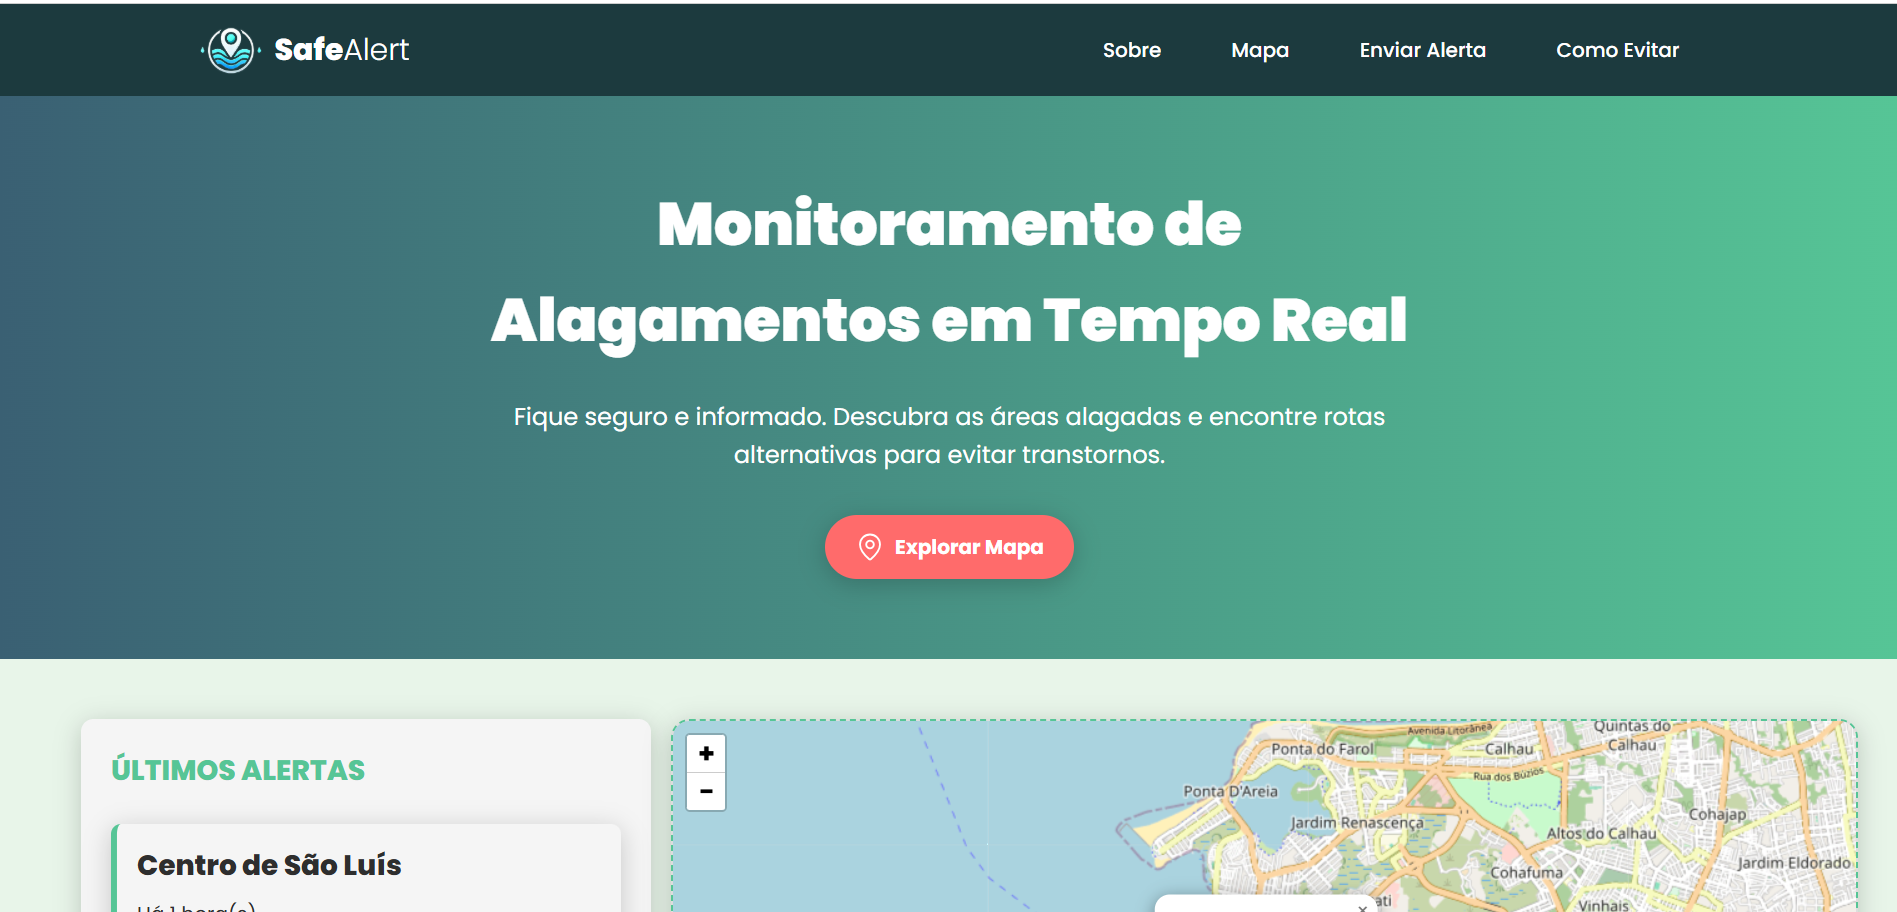 SafeAlert
Sobre
Mapa
Enviar Alerta
Como Evitar
Monitoramento de
Alagamentos em Tempo Real
Fique seguro e informado. Descubra as áreas alagadas e encontre rotas
alternativas para evitar transtornos.
Explorar Mapa
ÚLTIMOS ALERTAS
Centro de São Luís
Há 1 hora(s)
+
−
Avenida Litorânea
Quintas do
Calhau
Ponta do Farol
Calhau
Rua dos Búzios
Ponta D'Areia
Jardim Renascença
Altos do Calhau
Cohajap
Jardim Eldorado
Cohafuma
Vinhais
×